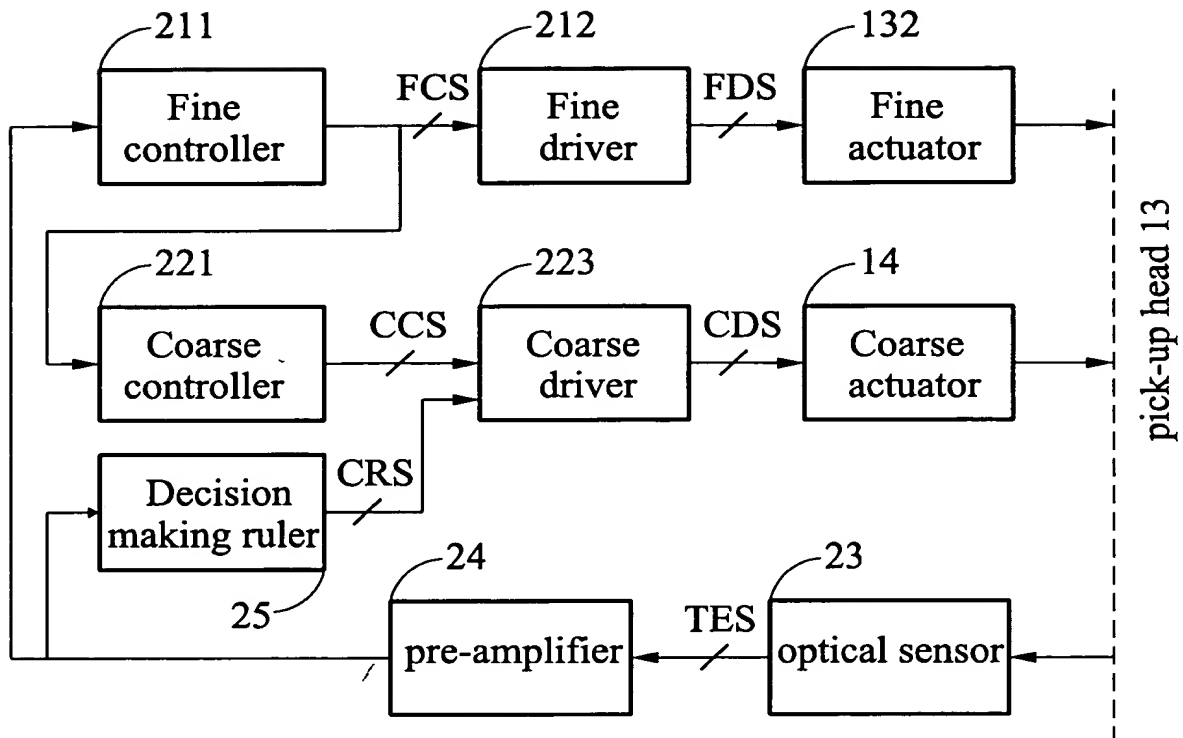 211
212
132
Fine
controller
FCS
Fine
driver
FDS
Fine
actuator
221
223
14
Coarse
controller
CCS
Coarse
driver
CDS
Coarse
actuator
pick-up head 13
Decision
making ruler
CRS
25
24
23
pre-amplifier
TES
optical sensor